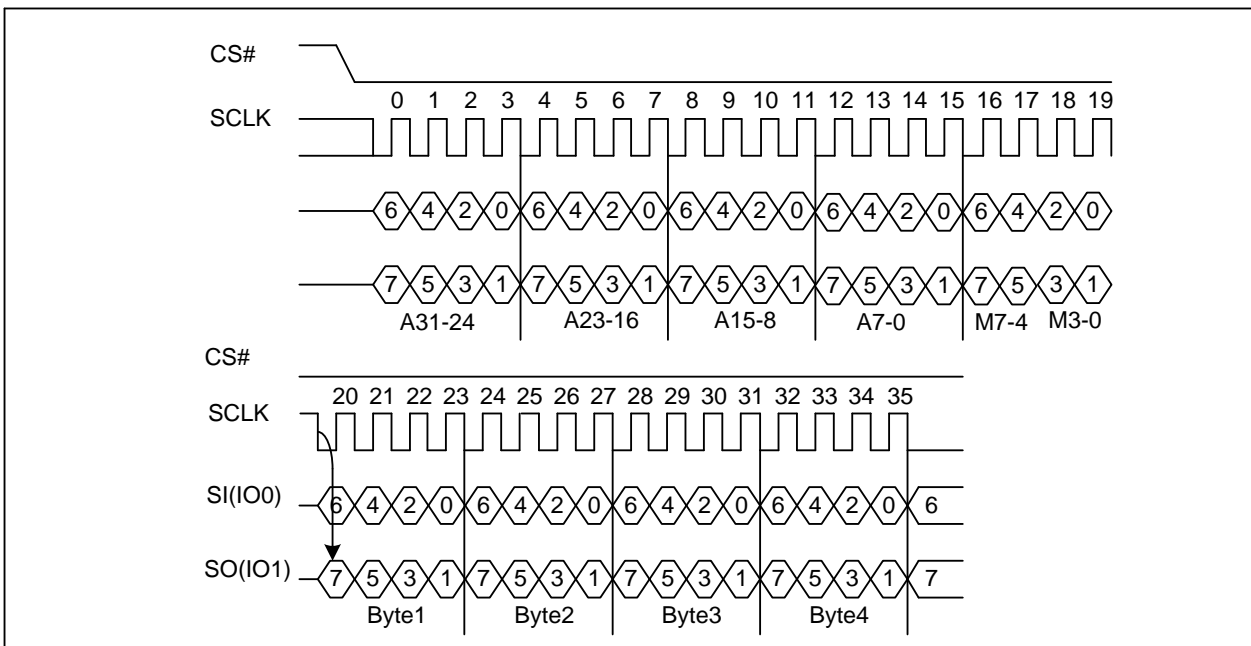 CS#
0 1 2 3 4 5 6 7 8 9 10 11 12 13 14 15 16 17 18 19
SCLK
6 4 2 0 6 4 2 0 6 4 2 0 6 4 2 0 6 4 2 0
7 5 3 1 7 5 3 1 7 5 3 1 7 5 3 1 7 5 3 1
A31-24 A23-16 A15-8 A7-0 M7-4 M3-0
CS#
20 21 22 23 24 25 26 27 28 29 30 31 32 33 34 35
SCLK
SI(IO0) 6 4 2 0 6 4 2 0 6 4 2 0 6 4 2 0 6
SO(IO1) 7 5 3 1 7 5 3 1 7 5 3 1 7 5 3 1 7
Byte1 Byte2 Byte3 Byte4